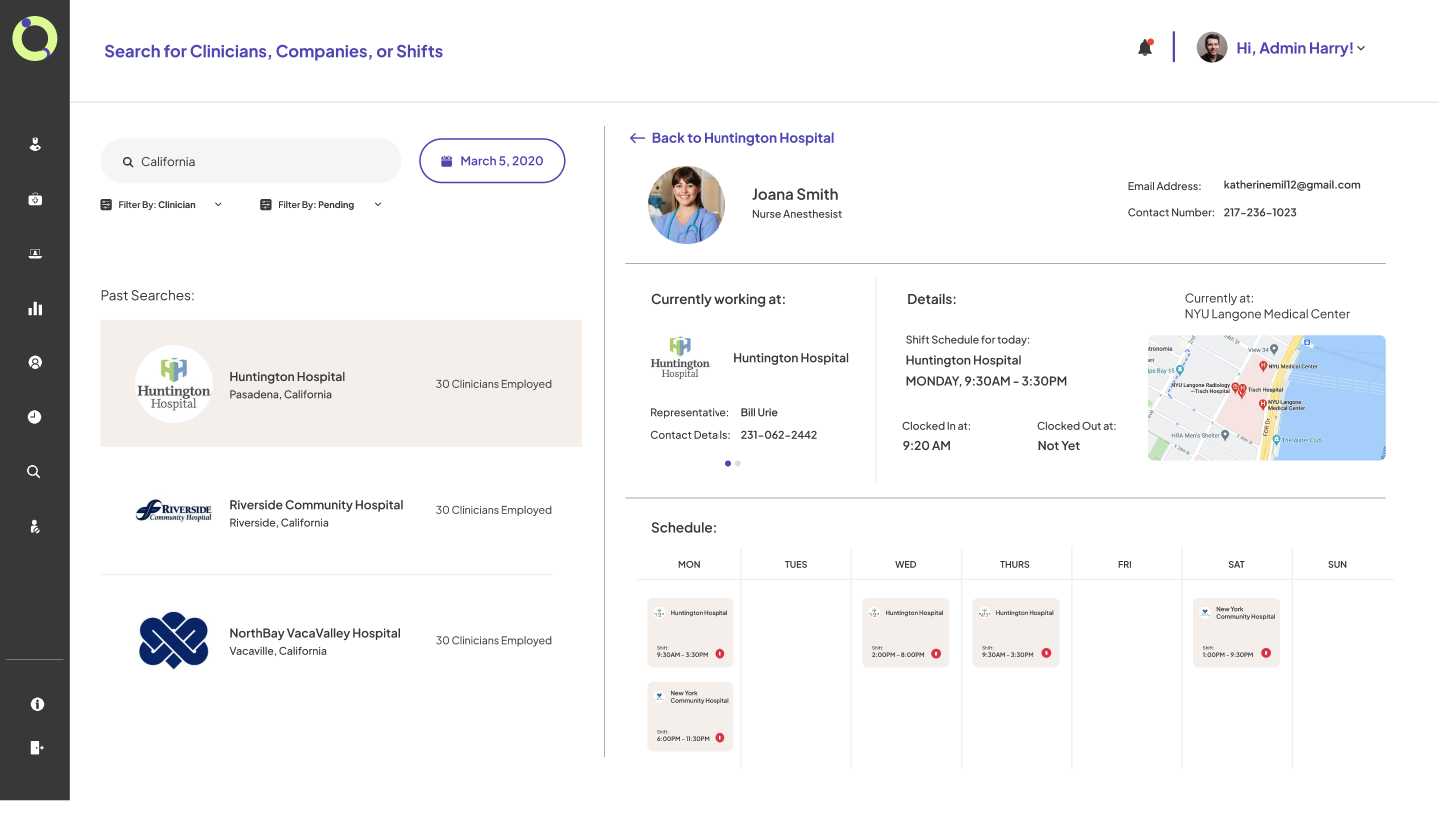 Search for Clinicians, Companies, or Shifts
Hi, Admin Harry!
California
March 5, 2020
Filter By: Clinician
Filter By: Pending
Past Searches:
Huntington
Hospital
Huntington Hospital
Pasadena, California
30 Clinicians Employed
RIVERSIDE
Community Hospital
Riverside Community Hospital
Riverside, California
30 Clinicians Employed
NorthBay VacaValley Hospital
Vacaville, California
30 Clinicians Employed
Back to Huntington Hospital
Joana Smith
Nurse Anesthesist
Email Address: katherinemil12@gmail.com
Contact Number: 217-236-1023
Currently working at:
Huntington
Hospital
Huntington Hospital
Representative: Bill Urie
Contact Detals: 231-062-2442
Details:
Shift Schedule for today:
Huntington Hospital
MONDAY, 9:30AM - 3:30PM
Clocked In at:
9:20 AM
Clocked Out at:
Not Yet
Currently at:
NYU Langone Medical Center
View 34
NYU Medical Center
ps Bay 15
NYU Langone Radiology
—Tisch Hospital
Tisch Hospital
NYU Langone
Medical Center
HRA Men's Shelter
FDR Dr
The Water Club
Schedule:
MON TUES WED THURS FRI SAT SUN
Huntington Hospital
Shift:
9:30AM - 3:30PM
New York
Community Hospital
Shift:
6:00PM - 11:30PM
Huntington Hospital
Shift:
2:00PM - 8:00PM
Huntington Hospital
Shift:
9:30AM - 3:30PM
New York
Community Hospital
Shift:
1:00PM - 9:30PM